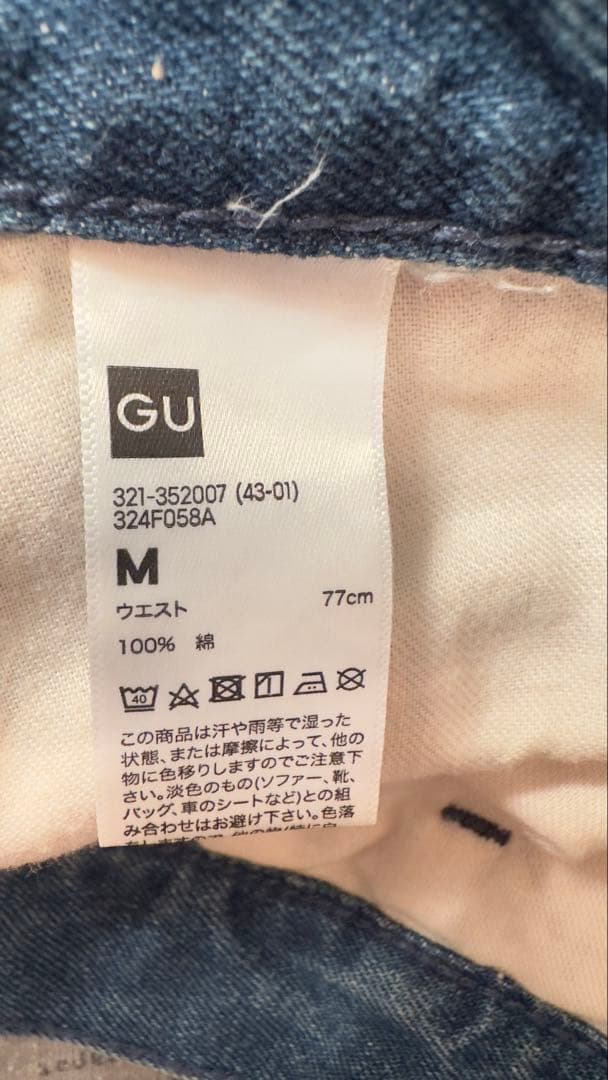 GU
321-352007 (43-01)
324F058A
M
ウエスト 77cm
100% 綿
40
この商品は汗や雨等で湿った
状態、または摩擦によって、他の
物に色移りしますのでご注意下
さい。淡色のもの(ソファー、靴、
バッグ、車のシートなど)との組
み合わせはお避け下さい。色落